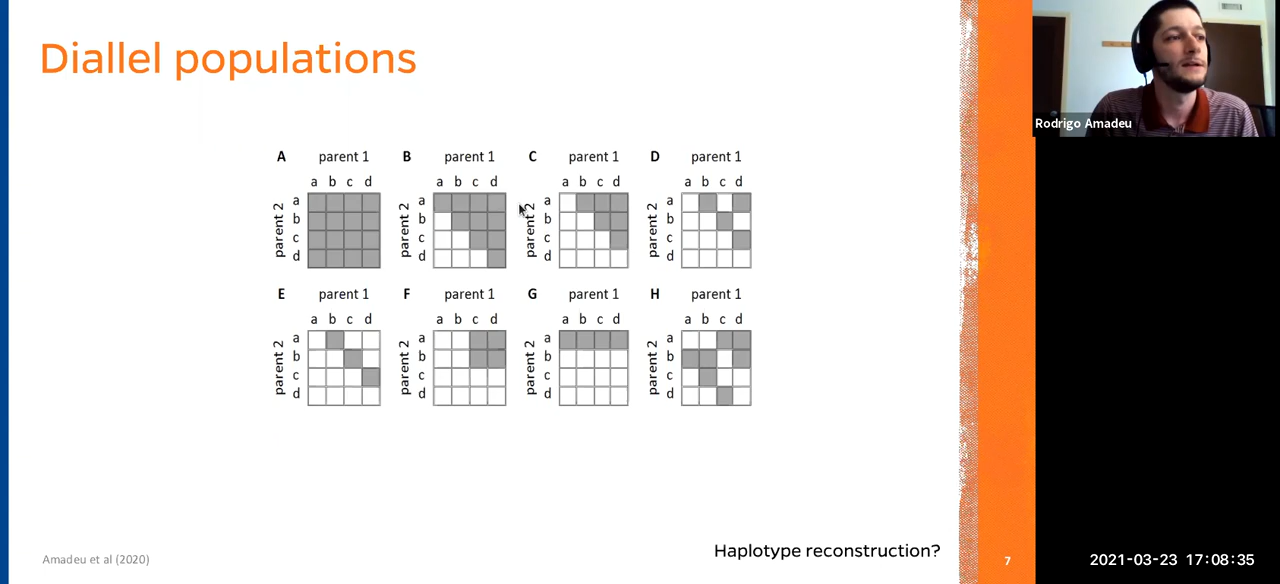 Diallel populations
Rodrigo Amadeu
A parent 1 B parent 1 C parent 1 D parent 1
a b c d a b c d a b c d a b c d
parent 2 parent 2 parent 2 parent 2
a a a a
b b b b
c c c c
d d d d
E parent 1 F parent 1 G parent 1 H parent 1
a b c d a b c d a b c d a b c d
parent 2 parent 2 parent 2 parent 2
a a a a
b b b b
c c c c
d d d d
Haplotype reconstruction?
Amadeu et al (2020)
7
2021-03-23 17:08:35